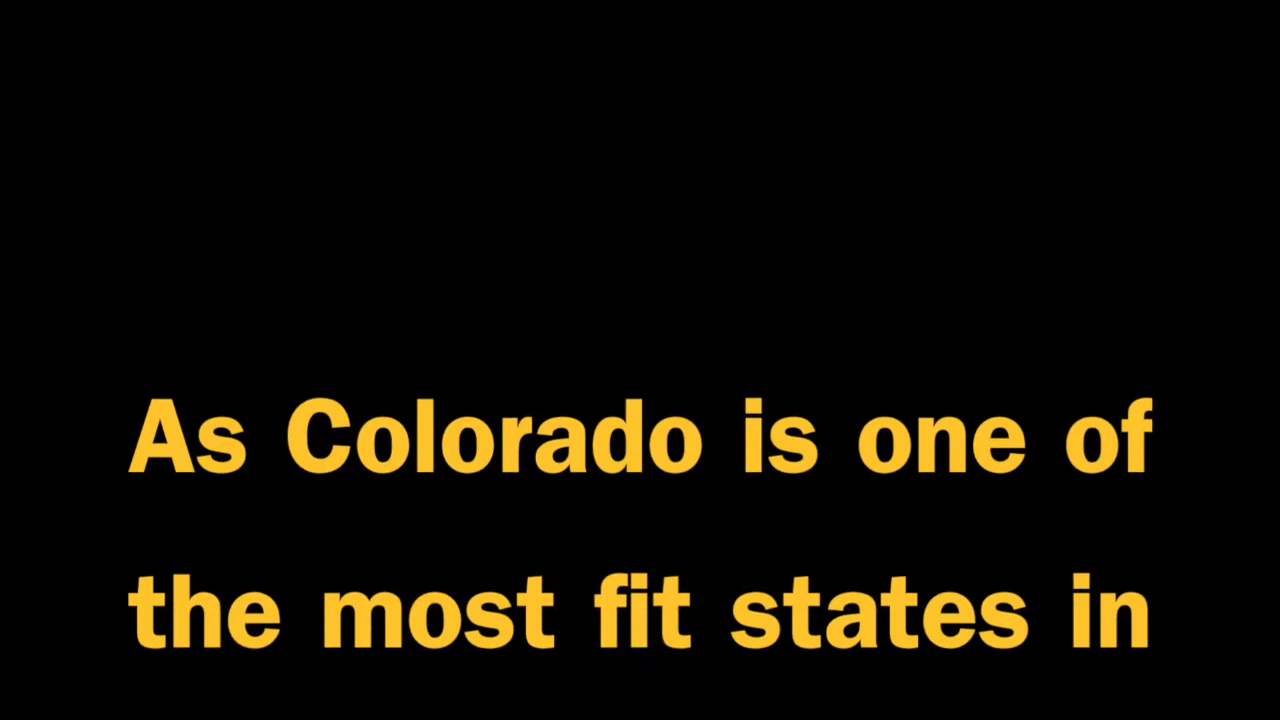 As Colorado is one of
the most fit states in